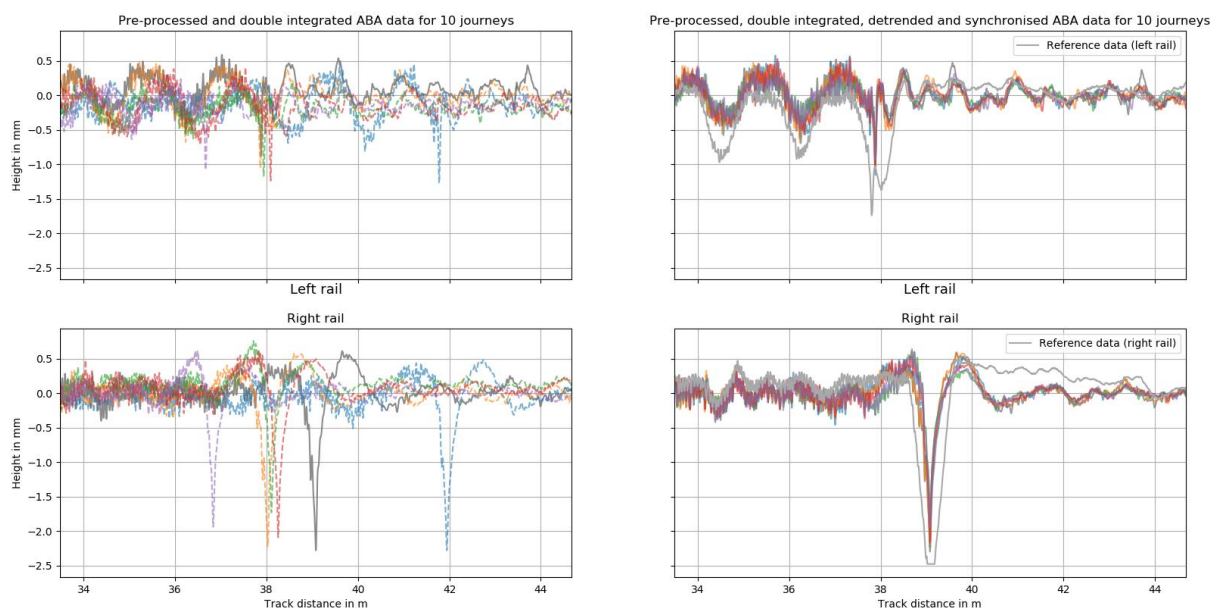 Pre-processed and double integrated ABA data for 10 journeys
0.5
0.0
−0.5
−1.0
−1.5
−2.0
−2.5
Height in mm
Left rail
Pre-processed, double integrated, detrended and synchronised ABA data for 10 journeys
Reference data (left rail)
Left rail
Right rail
0.5
0.0
−0.5
−1.0
−1.5
−2.0
−2.5
Height in mm
34
36
38
40
42
44
Track distance in m
Right rail
Reference data (right rail)
34
36
38
40
42
44
Track distance in m